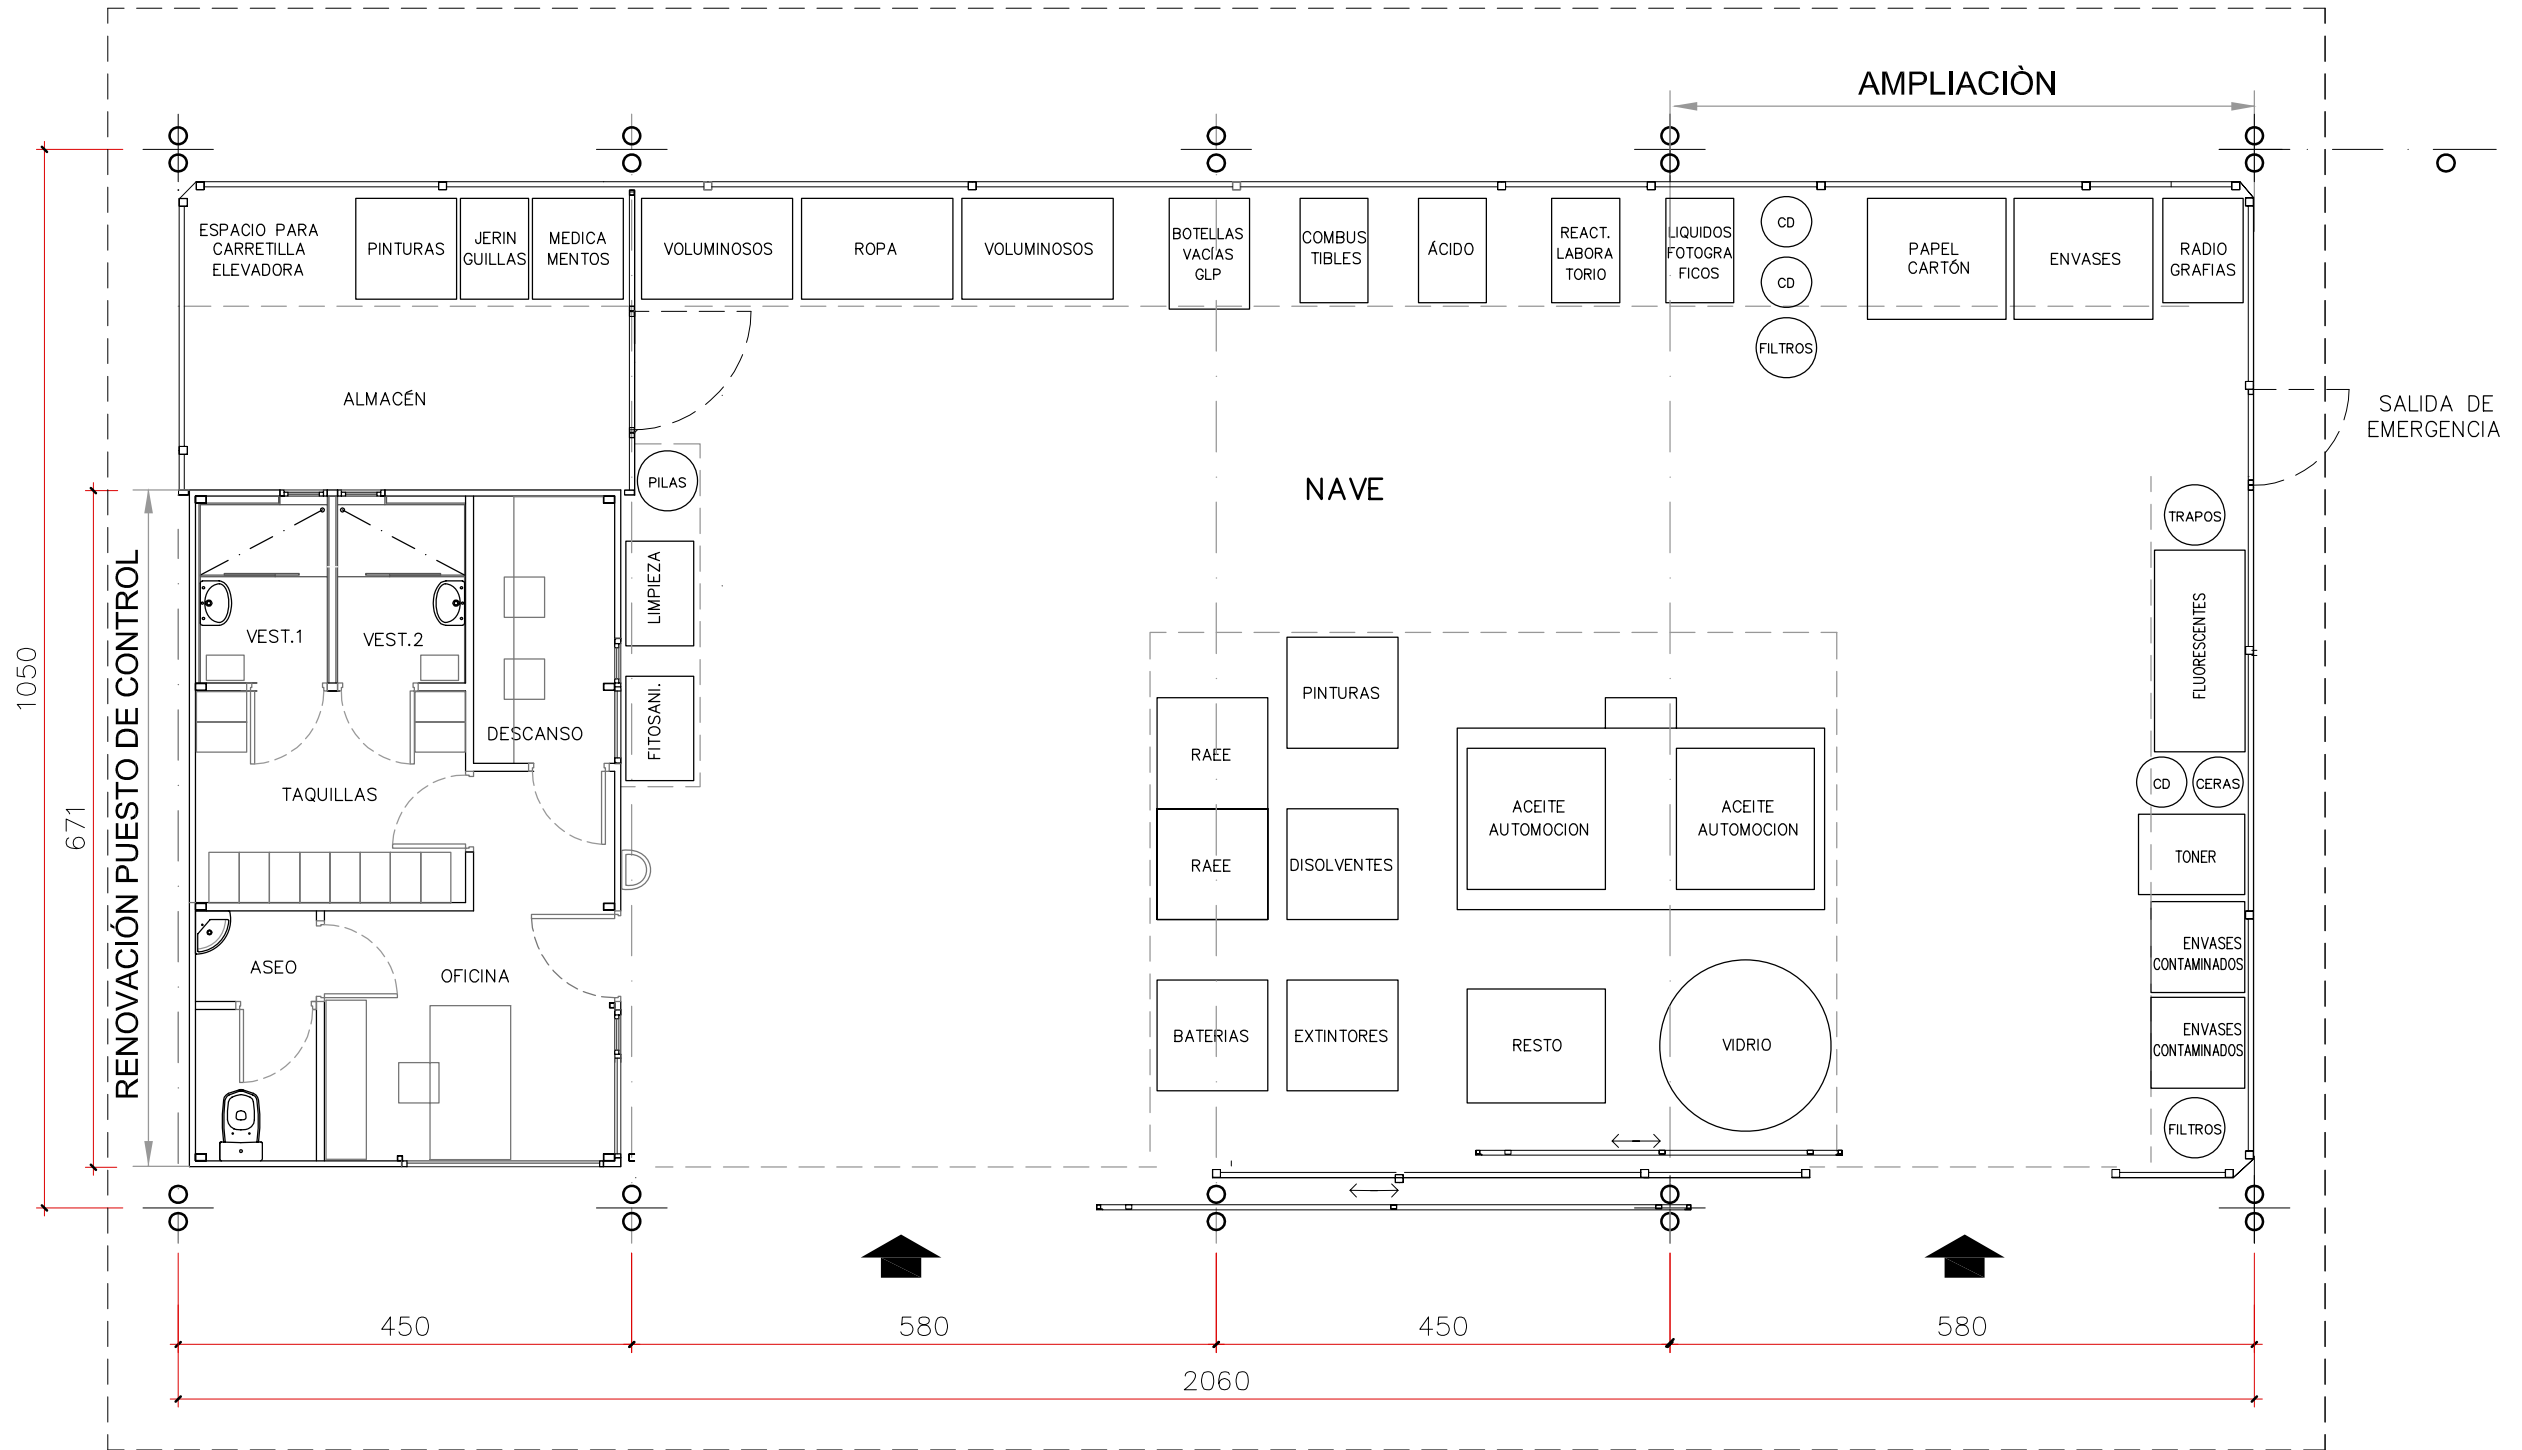 AMPLIACIÒN
ESPACIO PARA
CARRETILLA
ELEVADORA
PINTURAS
JERIN
GUILLAS
MEDICA
MENTOS
VOLUMINOSOS
ROPA
VOLUMINOSOS
BOTELLAS
VACÍAS
GLP
COMBUS
TIBLES
ÁCIDO
REACT.
LABORA
TORIO
LIQUIDOS
FOTOGRA
FICOS
CD
CD
FILTROS
PAPEL
CARTÓN
ENVASES
RADIO
GRAFIAS
ALMACÉN
SALIDA DE
EMERGENCIA
PILAS
NAVE
TRAPOS
LIMPIEZA
FLUORESCENTES
VEST.1
VEST.2
FITOSANI.
DESCANSO
PINTURAS
RAEE
TAQUILLAS
CD
CERAS
ACEITE
AUTOMOCION
ACEITE
AUTOMOCION
RAEE
DISOLVENTES
TONER
1050
671
RENOVACIÓN PUESTO DE CONTROL
ASEO
OFICINA
ENVASES
CONTAMINADOS
BATERIAS
EXTINTORES
RESTO
VIDRIO
ENVASES
CONTAMINADOS
FILTROS
450
580
450
580
2060